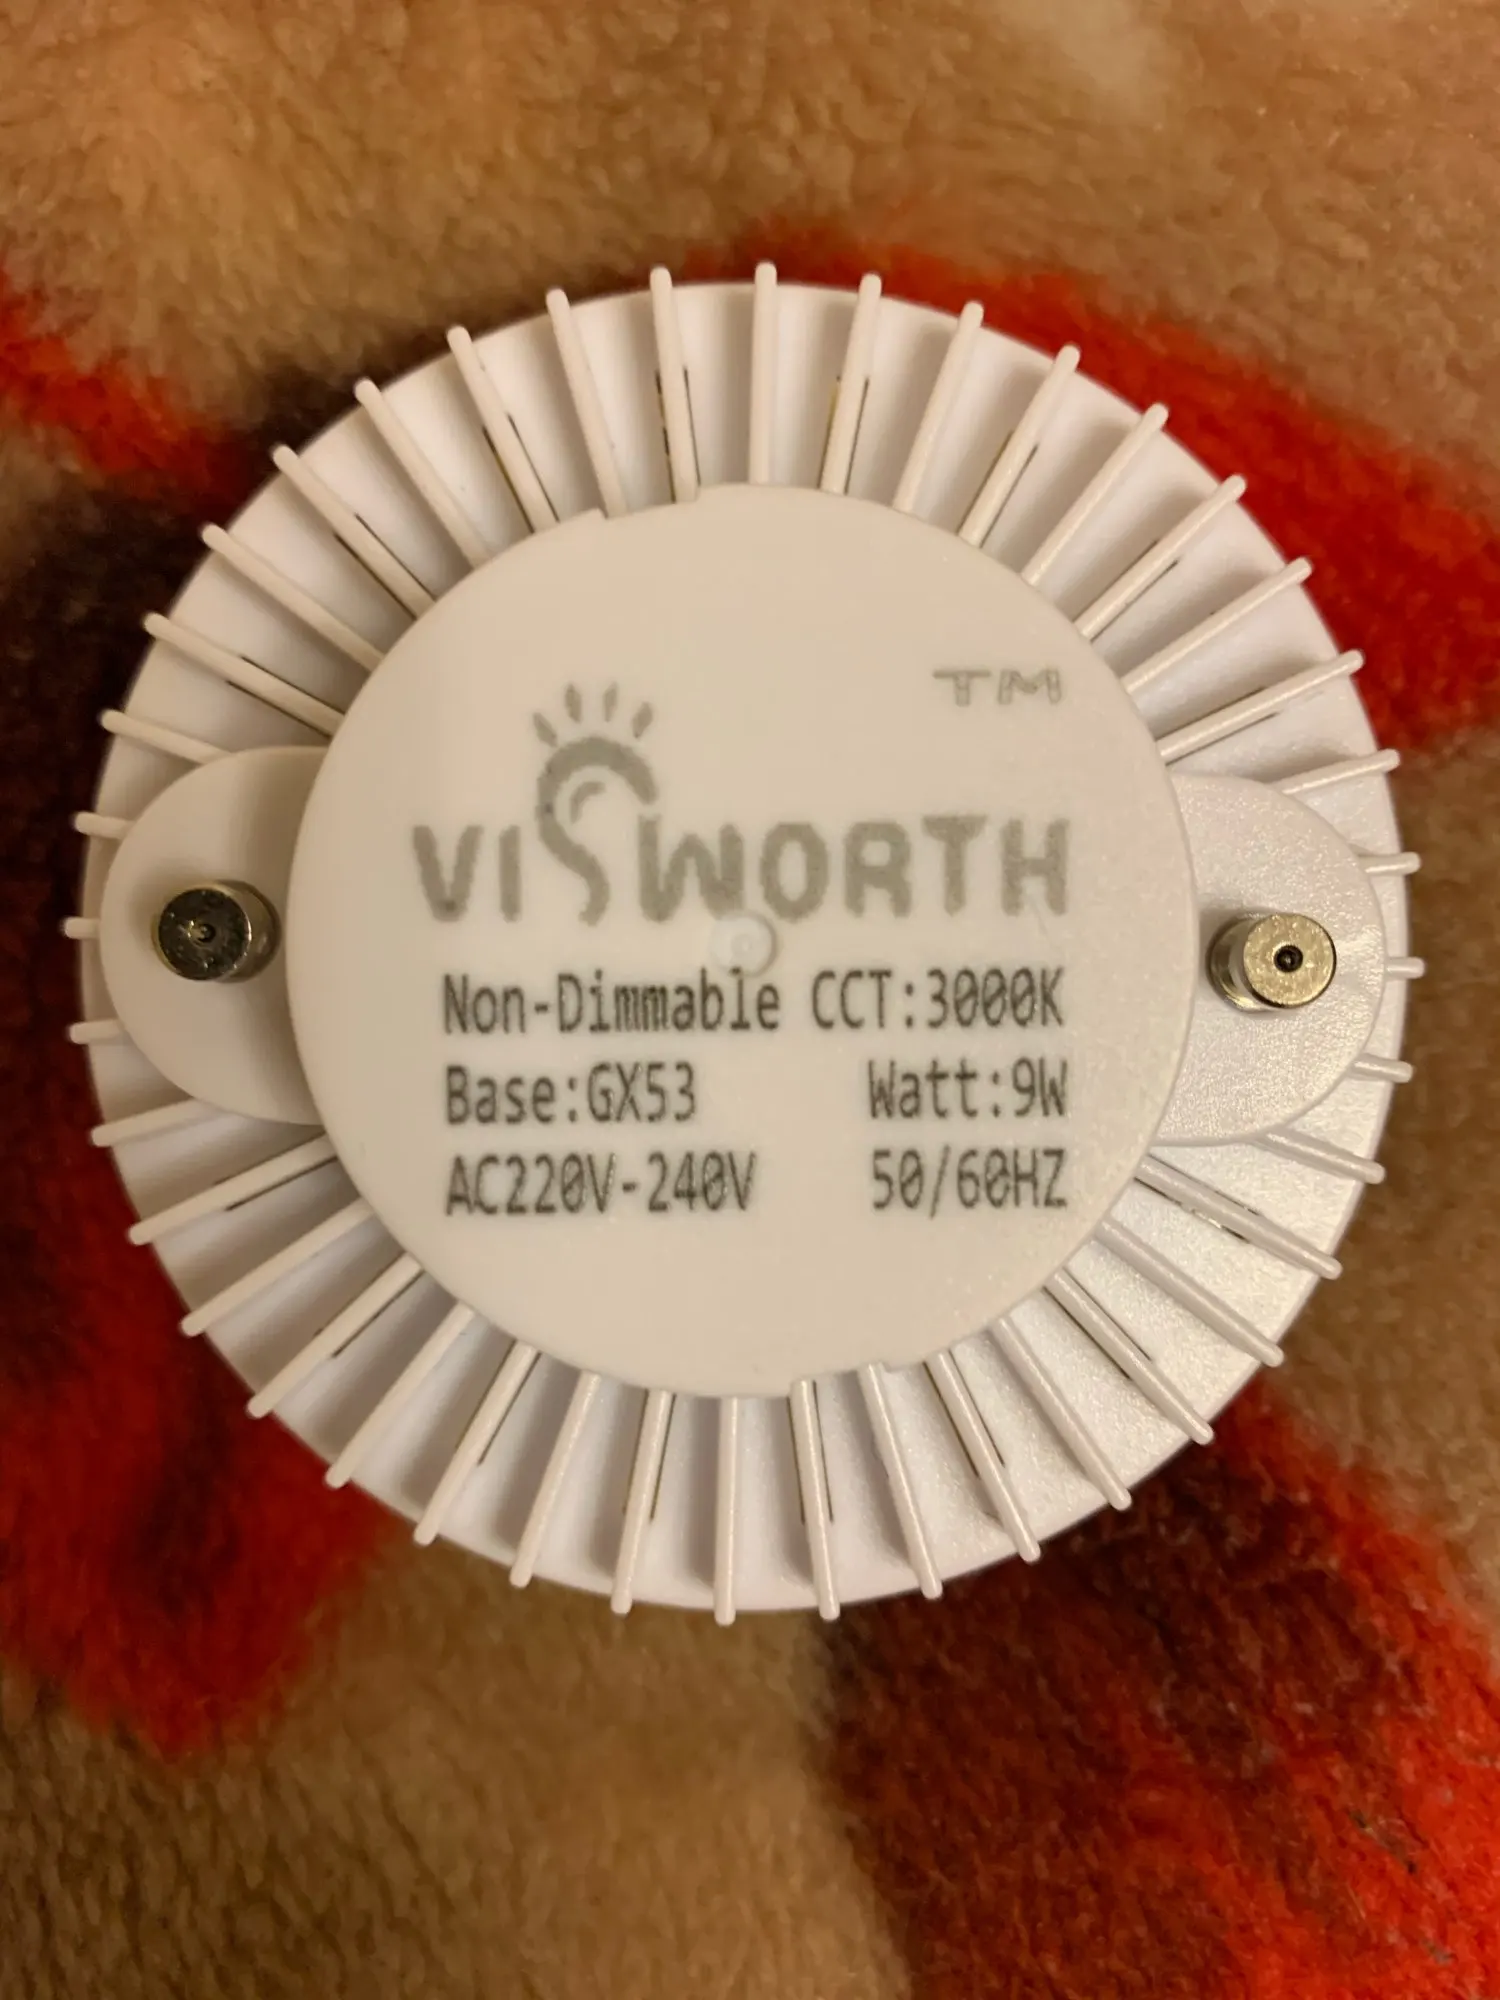 TM
VISWORTH
Non-Dimmable CCT:3000K
Base:GX53 Watt:9W
AC220V-240V 50/60HZ